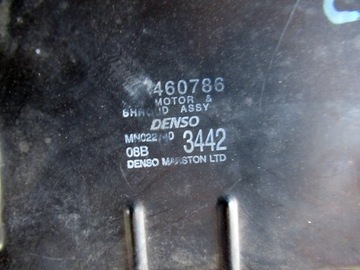 460786
MOTOR &
SHROUD ASSY
DENSO
3442
08B
DENSO MARSTON LTD